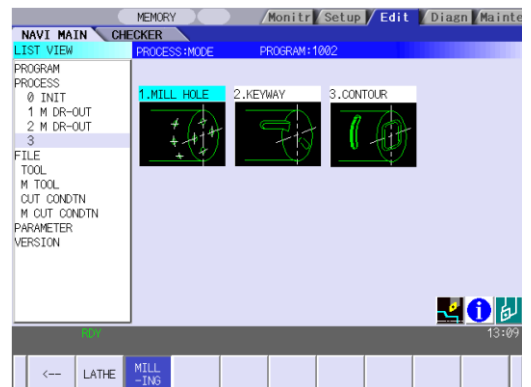 MEMORY Monitr Setup Edit Diagn Mainte
NAVI MAIN CHECKER
LIST VIEW PROCESS:MODE PROGRAM:1002
PROGRAM
PROCESS
0 INIT
1 M DR-OUT
2 M DR-OUT
3
FILE
TOOL
M TOOL
CUT CONDTN
M CUT CONDTN
PARAMETER
VERSION
1.MILL HOLE 2.KEYWAY 3.CONTOUR
i
RDY 13:09
<-- LATHE MILL
-ING